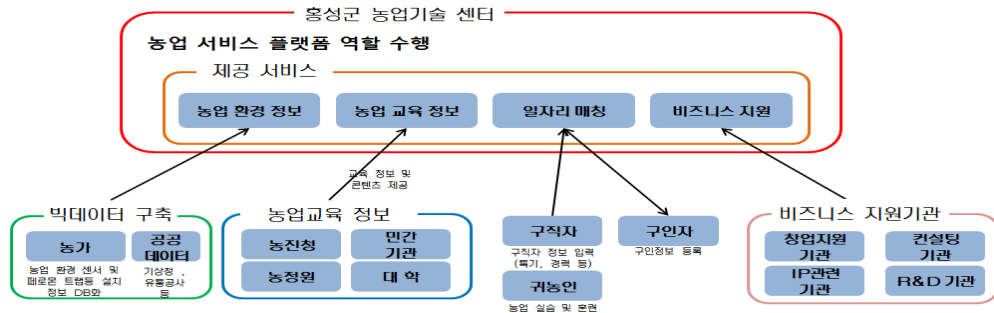 홍성군 농업기술 센터
농업 서비스 플랫폼 역할 수행
제공 서비스
농업 환경 정보
농업 교육 정보
일자리 매칭
비즈니스 지원
교육 정보 및
콘텐츠 제공
빅데이터 구축
농가
공공
데이터
농업 환경 센서 및
페로몬 트랩등 설치
정보 DB화
기상청 ,
유통공사
등
농업교육 정보
농진청
민간
기관
농정원
대 학
구직자
구직자 정보 입력
(특기, 경력 등)
귀농인
농업 실습 및 훈련
구인자
구인정보 등록
비즈니스 지원기관
창업지원
기관
컨설팅
기관
IP관련
기관
R&D 기관